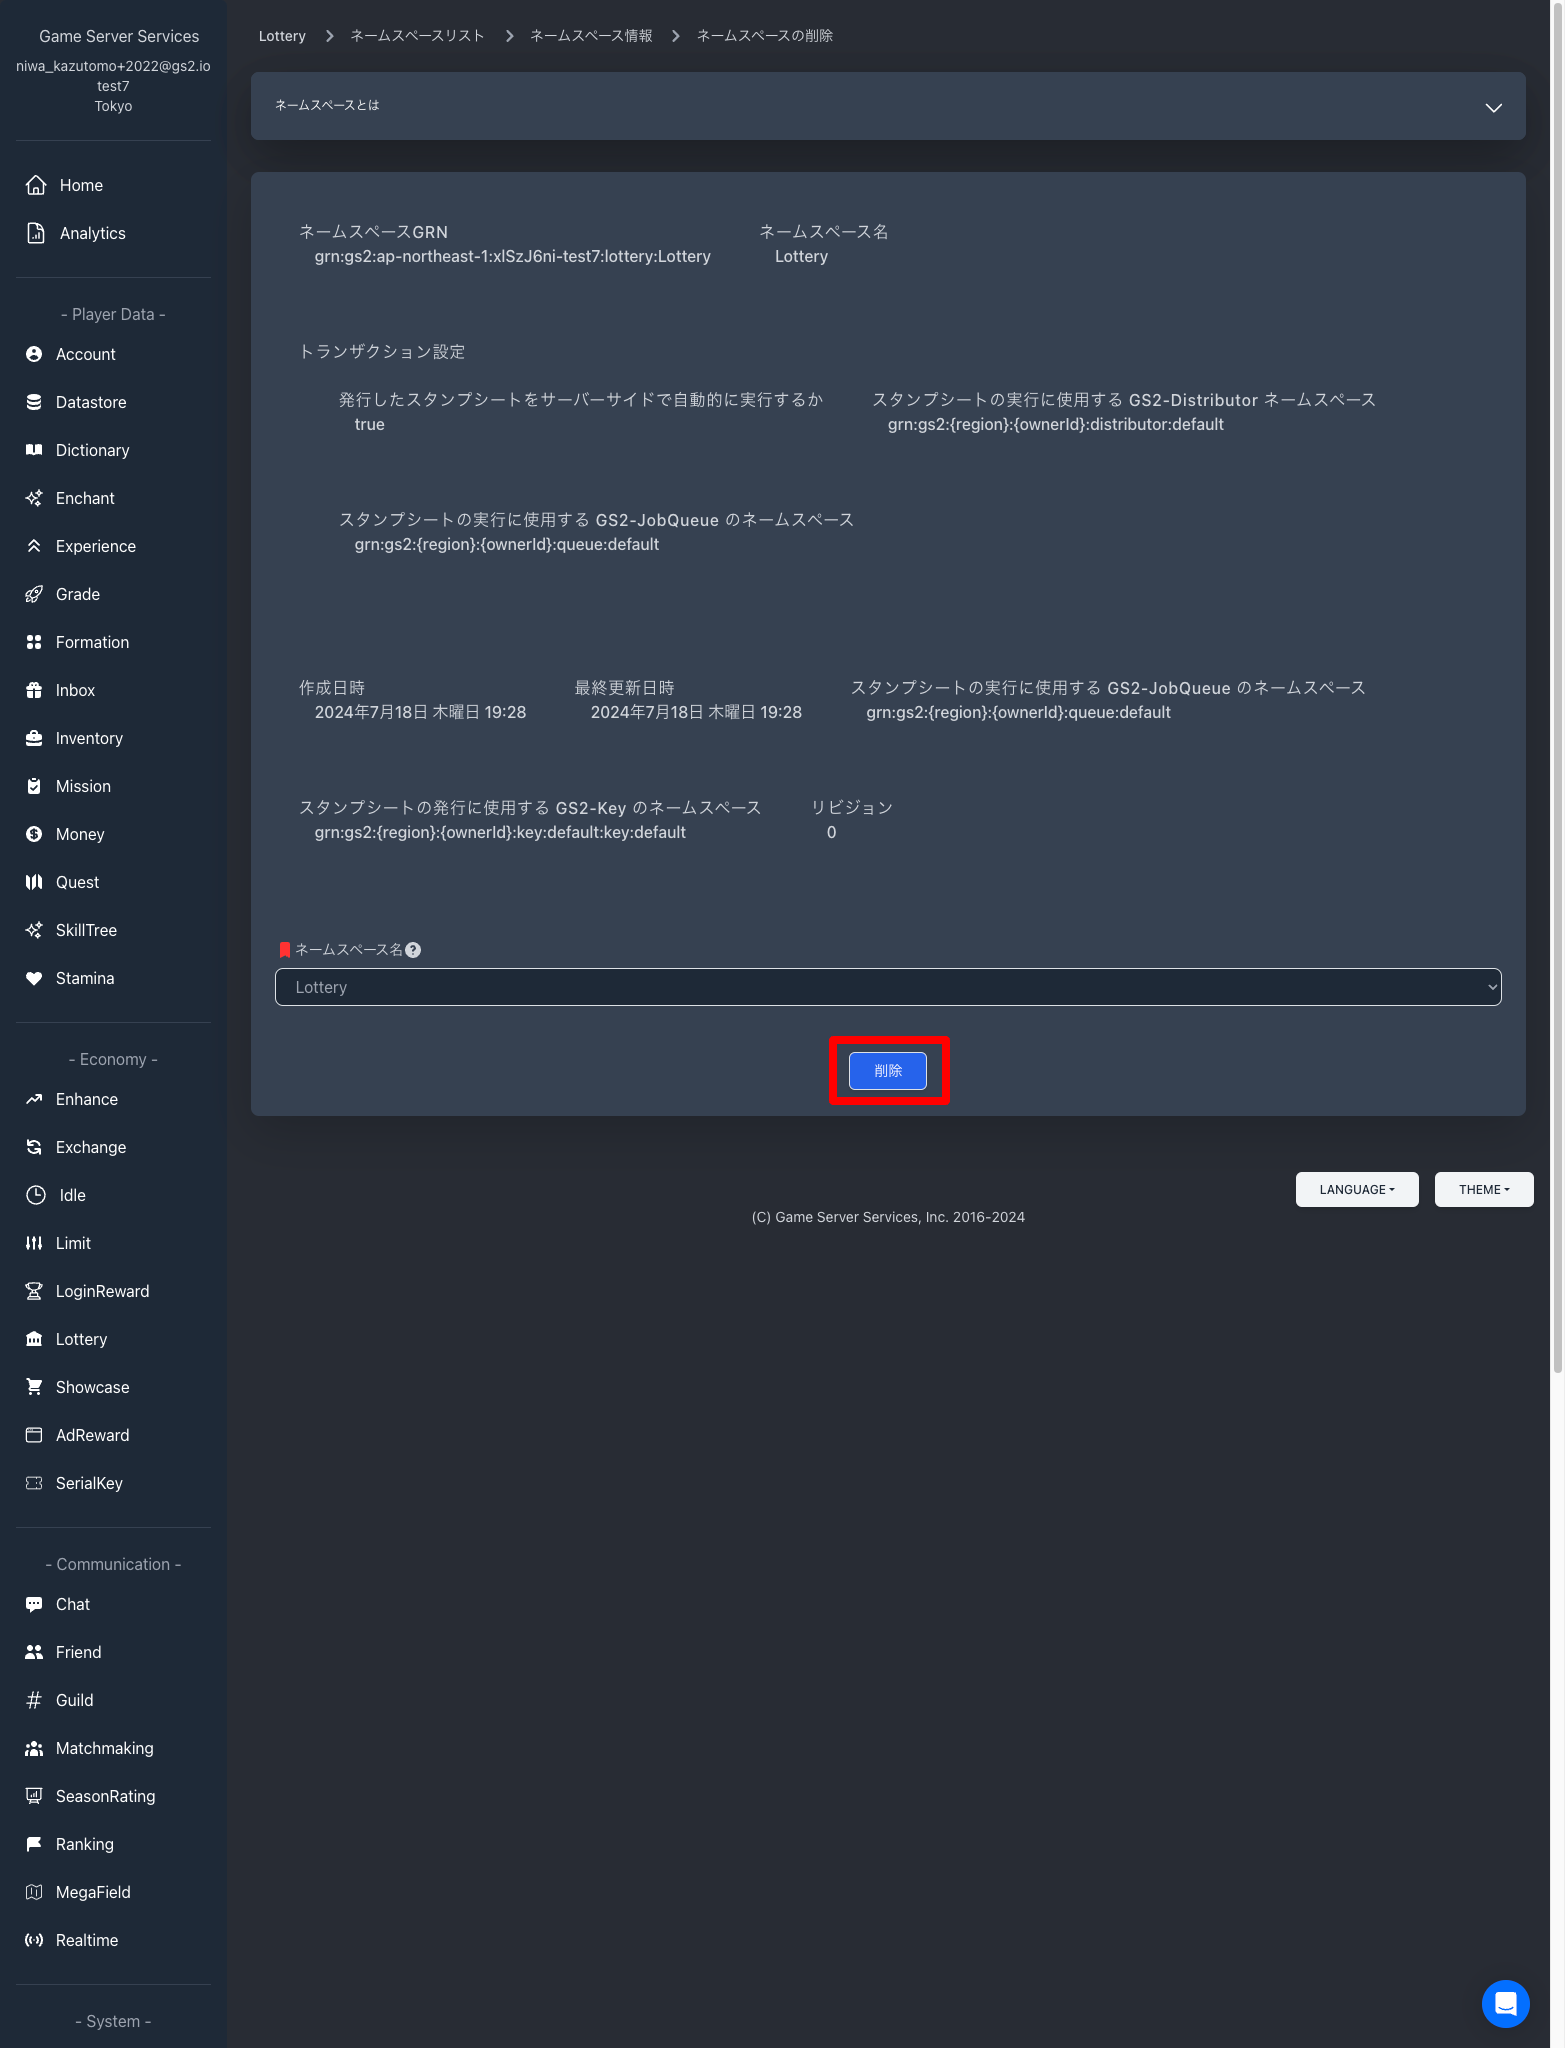 Game Server Services
niwa_kazutomo+2022@gs2.io
test7
Tokyo
Home
Analytics
- Player Data -
Account
Datastore
Dictionary
Enchant
Experience
Grade
Formation
Inbox
Inventory
Mission
Money
Quest
SkillTree
Stamina
- Economy -
Enhance
Exchange
Idle
Limit
LoginReward
Lottery
Showcase
AdReward
SerialKey
- Communication -
Chat
Friend
Guild
Matchmaking
SeasonRating
Ranking
MegaField
Realtime
- System -
Lottery ネームスペースリスト ネームスペース情報 ネームスペースの削除
ネームスペースとは
ネームスペースGRN ネームスペース名
grn:gs2:ap-northeast-1:xlSzJ6ni-test7:lottery:Lottery Lottery
トランザクション設定
発行したスタンプシートをサーバーサイドで自動的に実行するか スタンプシートの実行に使用する GS2-Distributor ネームスペース
true grn:gs2:{region}:{ownerId}:distributor:default
スタンプシートの実行に使用する GS2-JobQueue のネームスペース
grn:gs2:{region}:{ownerId}:queue:default
作成日時 最終更新日時 スタンプシートの実行に使用する GS2-JobQueue のネームスペース
2024年7月18日 木曜日 19:28 2024年7月18日 木曜日 19:28 grn:gs2:{region}:{ownerId}:queue:default
スタンプシートの発行に使用する GS2-Key のネームスペース リビジョン
grn:gs2:{region}:{ownerId}:key:default:key:default 0
ネームスペース名
Lottery
削除
LANGUAGE THEME
(C) Game Server Services, Inc. 2016-2024